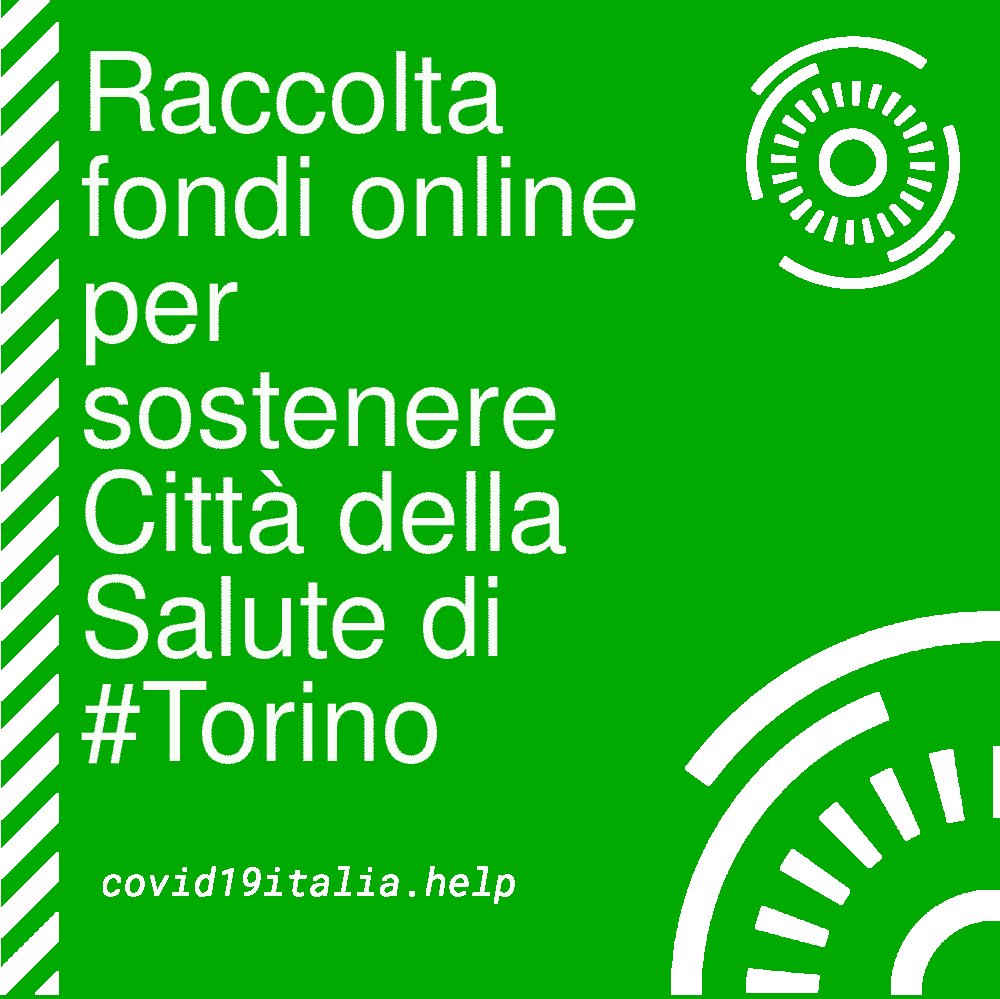 Raccolta
fondi online
per
sostenere
Città della
Salute di
#Torino
covid19italia.help